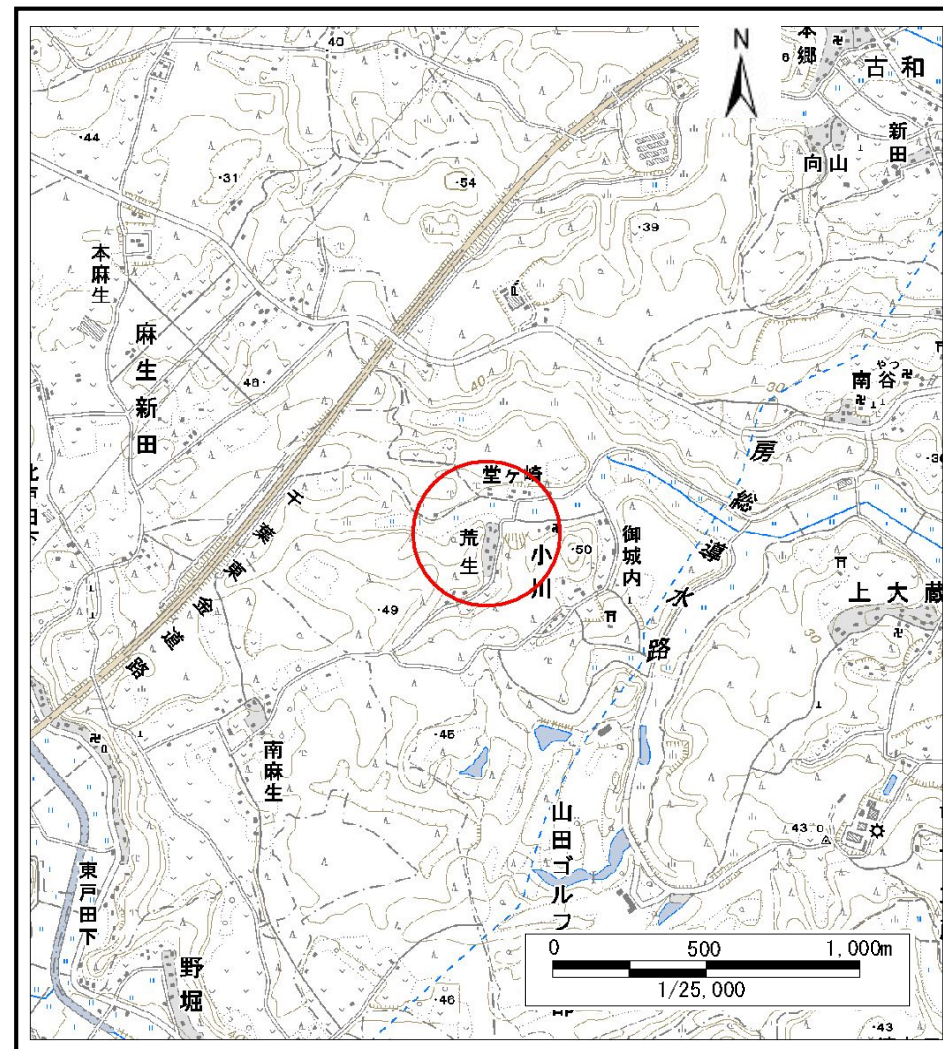 40
N
本郷
古和
44
新田
向山
31
54
39
本麻生
麻生新田
48
40
30
やつ
南谷
房総導水路
堂ヶ崎
荒生
小川
50
御城内
千葉東金道路
49
上大蔵
30
45
南麻生
山田ゴルフ
43
東戸田下
野堀
46
43
0 500 1,000m
1/25,000